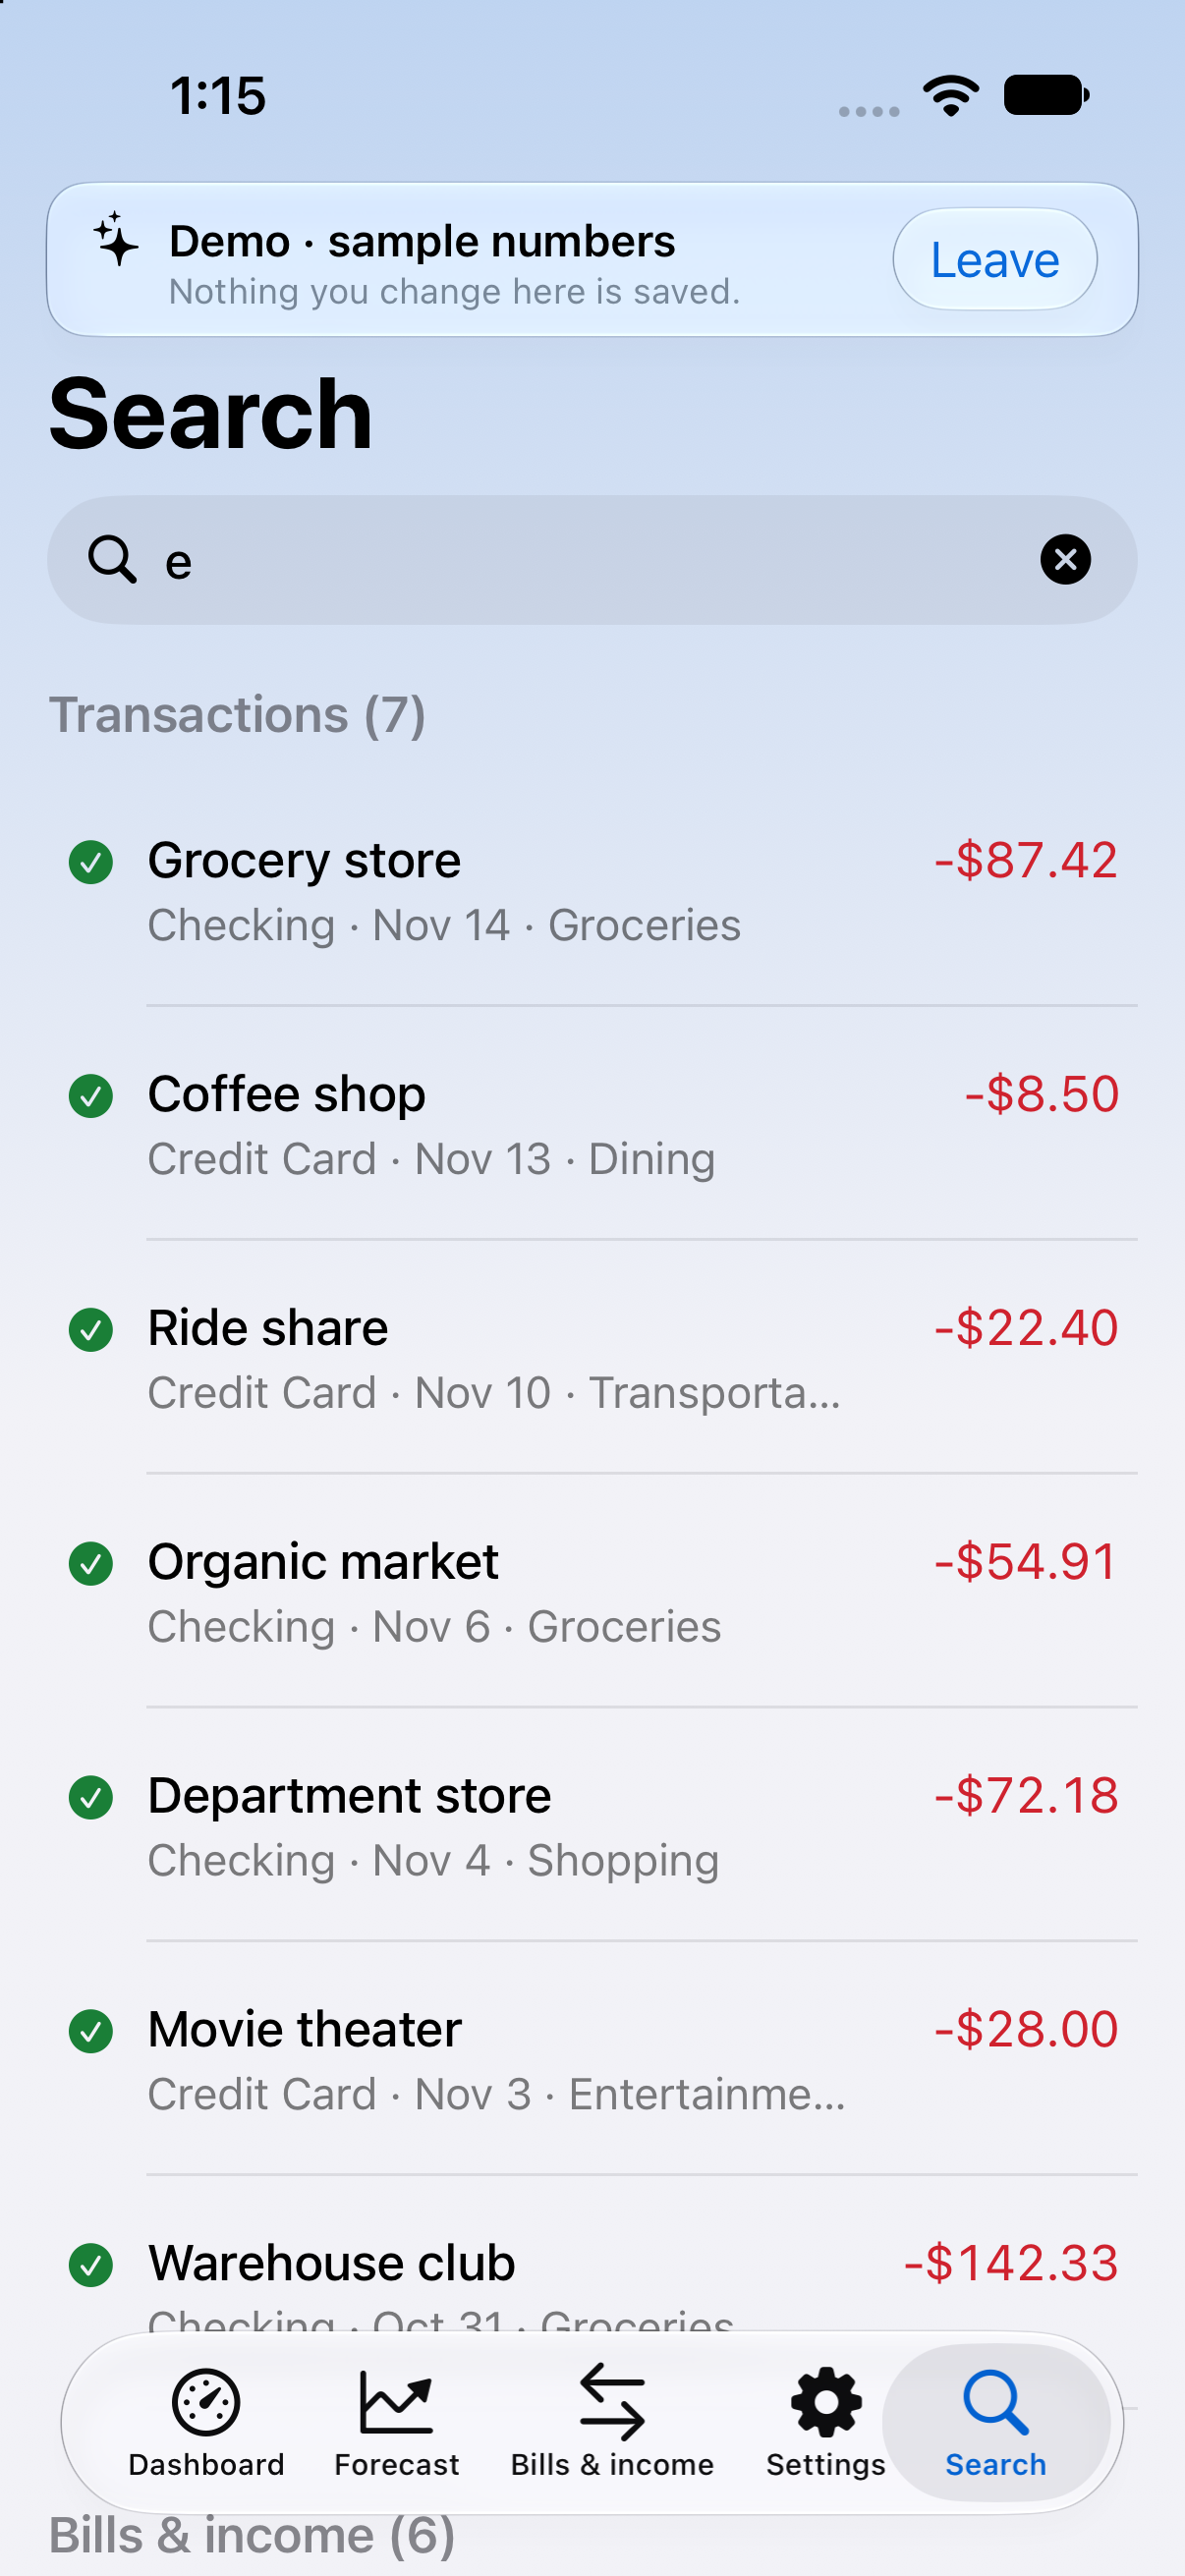 1:15
Demo · sample numbers
Leave
Nothing you change here is saved.
Search
e
Transactions (7)
Grocery store
-$87.42
Checking · Nov 14 · Groceries
Coffee shop
-$8.50
Credit Card · Nov 13 · Dining
Ride share
-$22.40
Credit Card · Nov 10 · Transporta...
Organic market
-$54.91
Checking · Nov 6 · Groceries
Department store
-$72.18
Checking · Nov 4 · Shopping
Movie theater
-$28.00
Credit Card · Nov 3 · Entertainme...
Warehouse club
-$142.33
Checking · Oct 31 · Groceries
Dashboard
Forecast
Bills & income
Settings
Search
Bills & income (6)